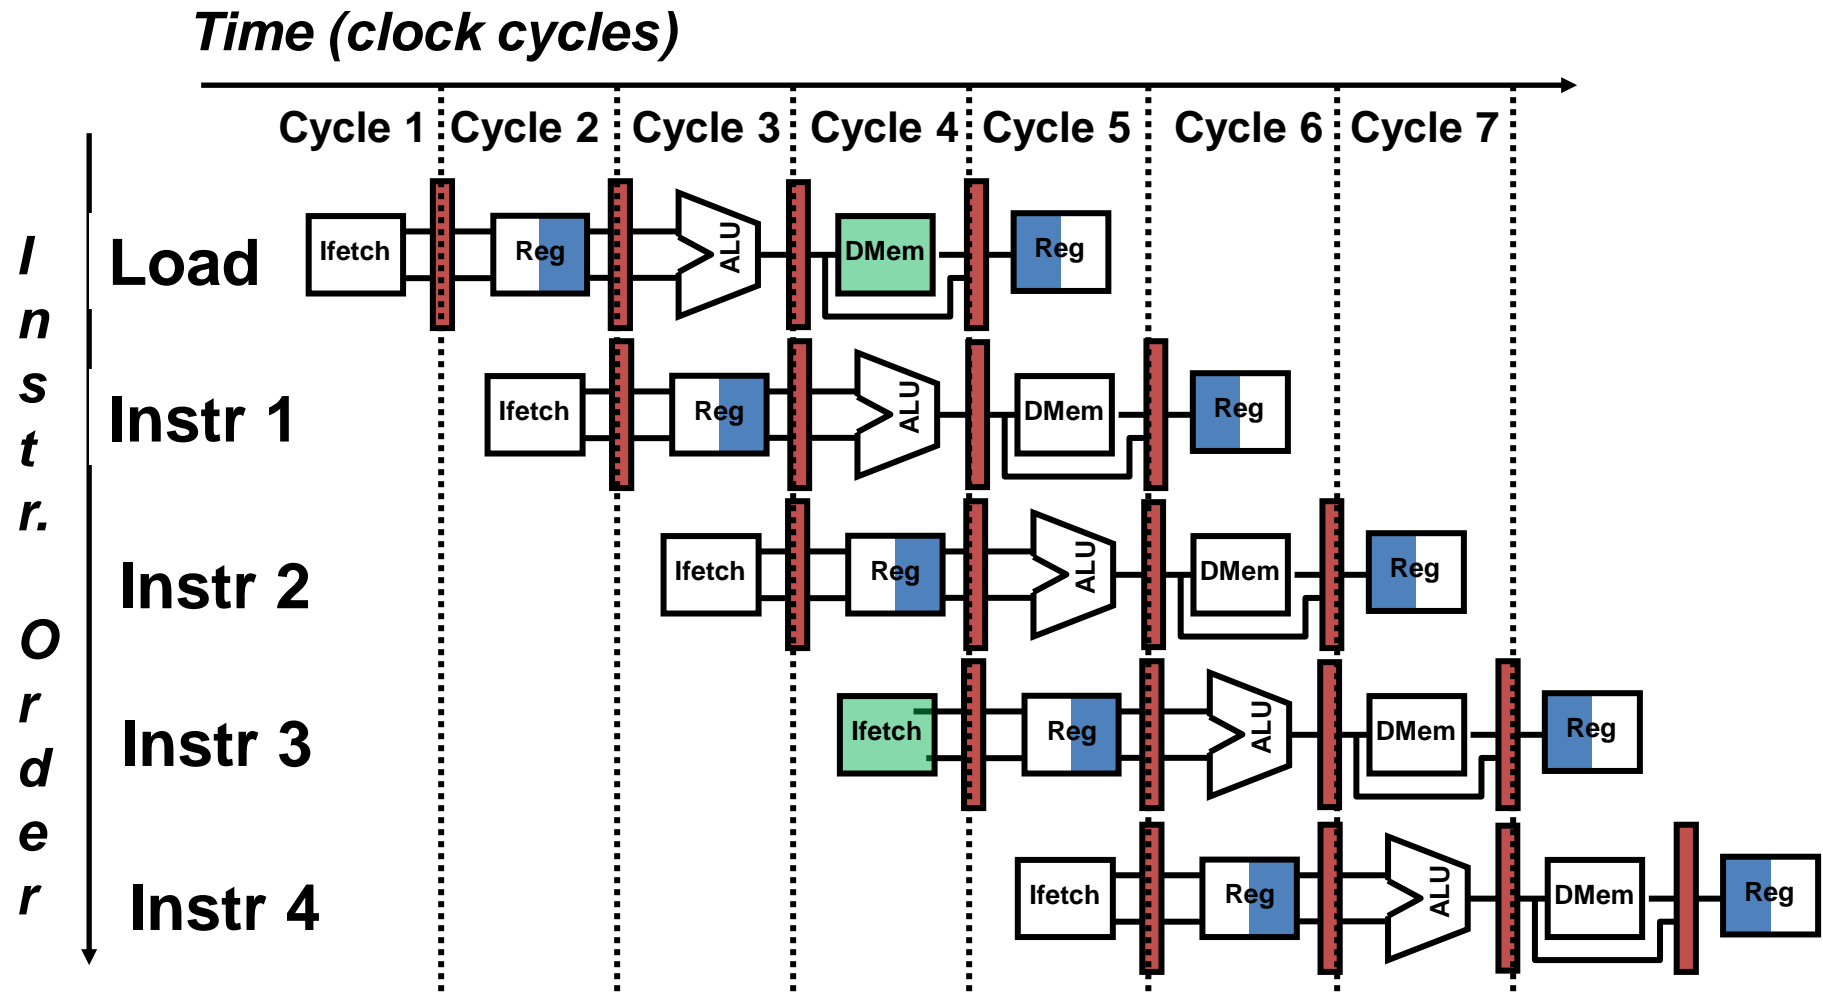 Time (clock cycles)
Cycle 1 Cycle 2 Cycle 3 Cycle 4 Cycle 5 Cycle 6 Cycle 7
Instr. Order
Load Ifetch Reg ALU DMem Reg
Instr 1 Ifetch Reg ALU DMem Reg
Instr 2 Ifetch Reg ALU DMem Reg
Instr 3 Ifetch Reg ALU DMem Reg
Instr 4 Ifetch Reg ALU DMem Reg